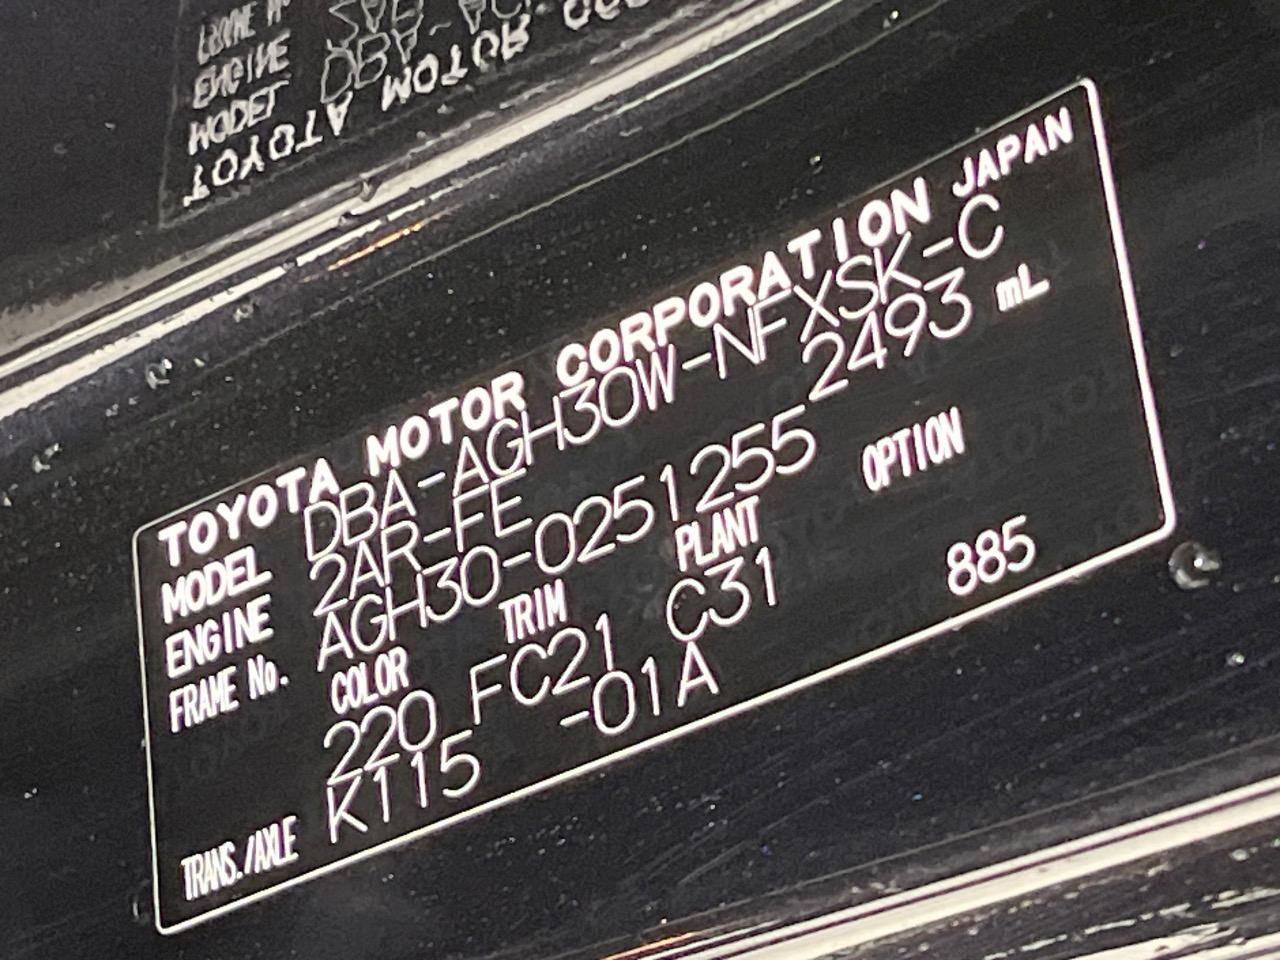 TOYOTA MOTOR CORPORATION JAPAN
MODEL DBA-AGH30W-NFXSK-C
ENGINE 2AR-FE 2493 mL
FRAME No. AGH30-0251255
COLOR TRIM PLANT OPTION
220 FC21 C31 885
TRANS./AXLE K115 -01A